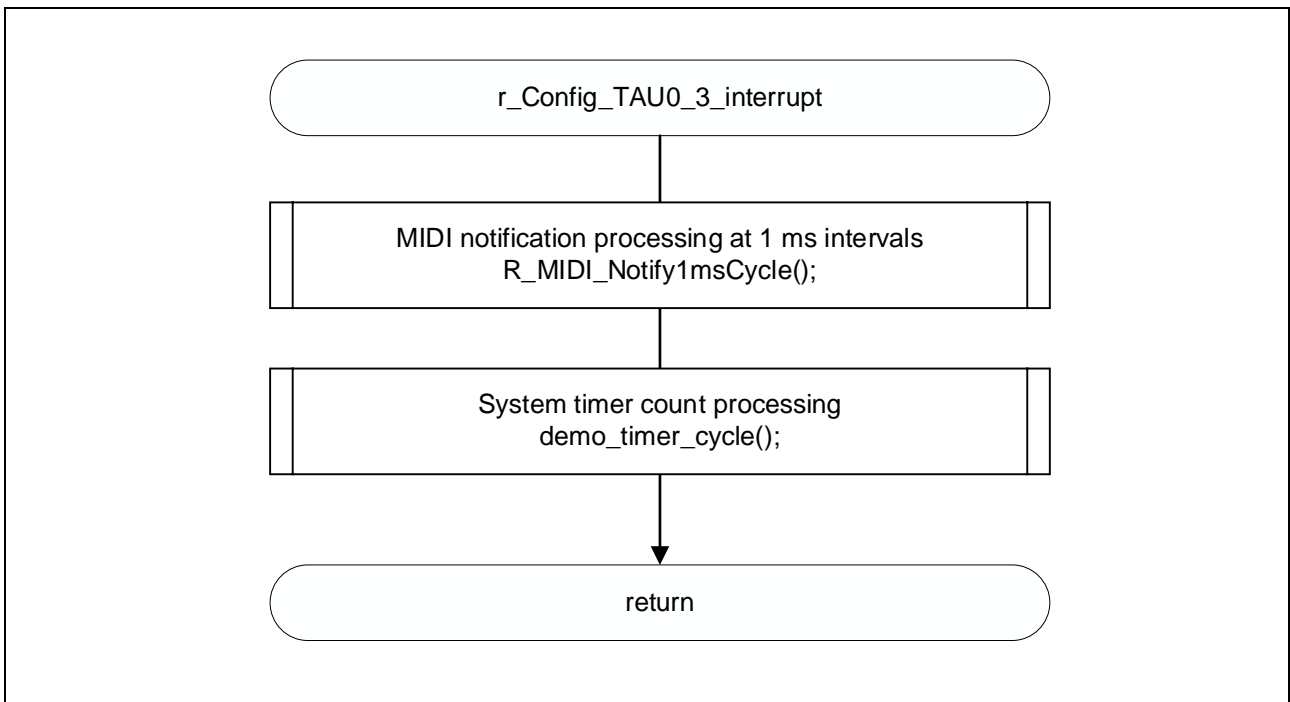 r_Config_TAU0_3_interrupt
MIDI notification processing at 1 ms intervals
R_MIDI_Notify1msCycle();
System timer count processing
demo_timer_cycle();
return